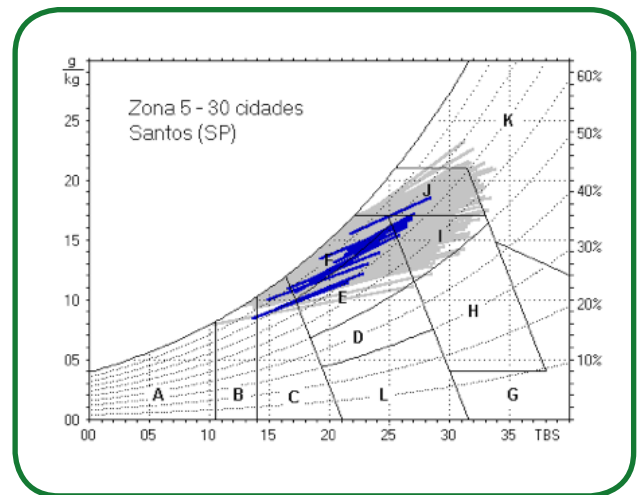 g
kg
60%
Zona 5 - 30 cidades
Santos (SP)
K
25
50%
20
J
40%
15
F
I
30%
10
E
20%
D
H
05
10%
A
B
C
L
G
00
00
05
10
15
20
25
30
35
TBS